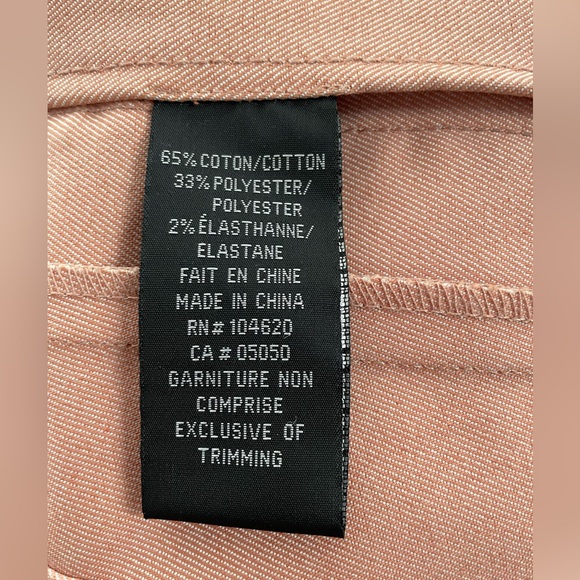 65% COTON/COTTON
33% POLYESTER/
POLYESTER
2% ÉLASTHANNE/
ELASTANE
FAIT EN CHINE
MADE IN CHINA
RN# 104620
CA # 05050
GARNITURE NON
COMPRISE
EXCLUSIVE OF
TRIMMING